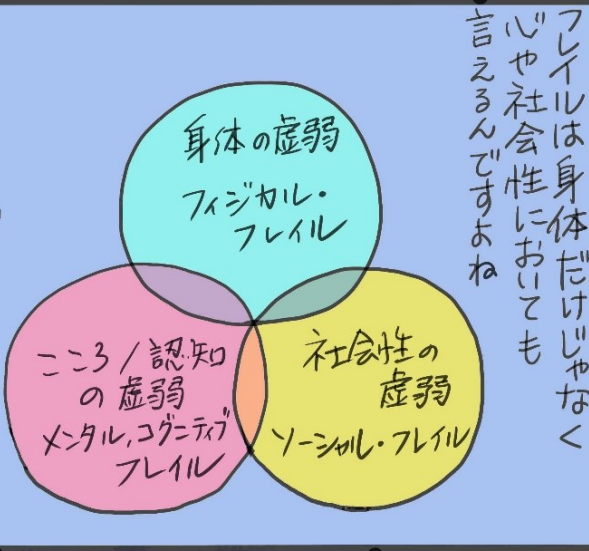 フレイルは身体だけじゃなく
心や社会性においても
言えるんですよね
身体の虚弱
フィジカル・
フレイル
こころ/認知
の虚弱
メンタル,コグニティブ
フレイル
社会性の
虚弱
ソーシャル・フレイル